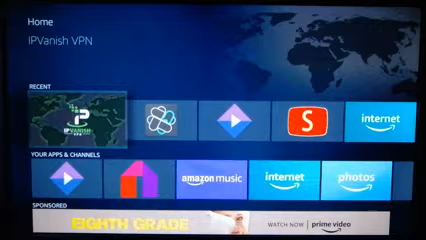 Home
IPVanish VPN
RECENT
IPVANISH
VPN
S
internet
YOUR APPS & CHANNELS
amazon music
internet
photos
SPONSORED
EIGHTH GRADE
WATCH NOW
prime video